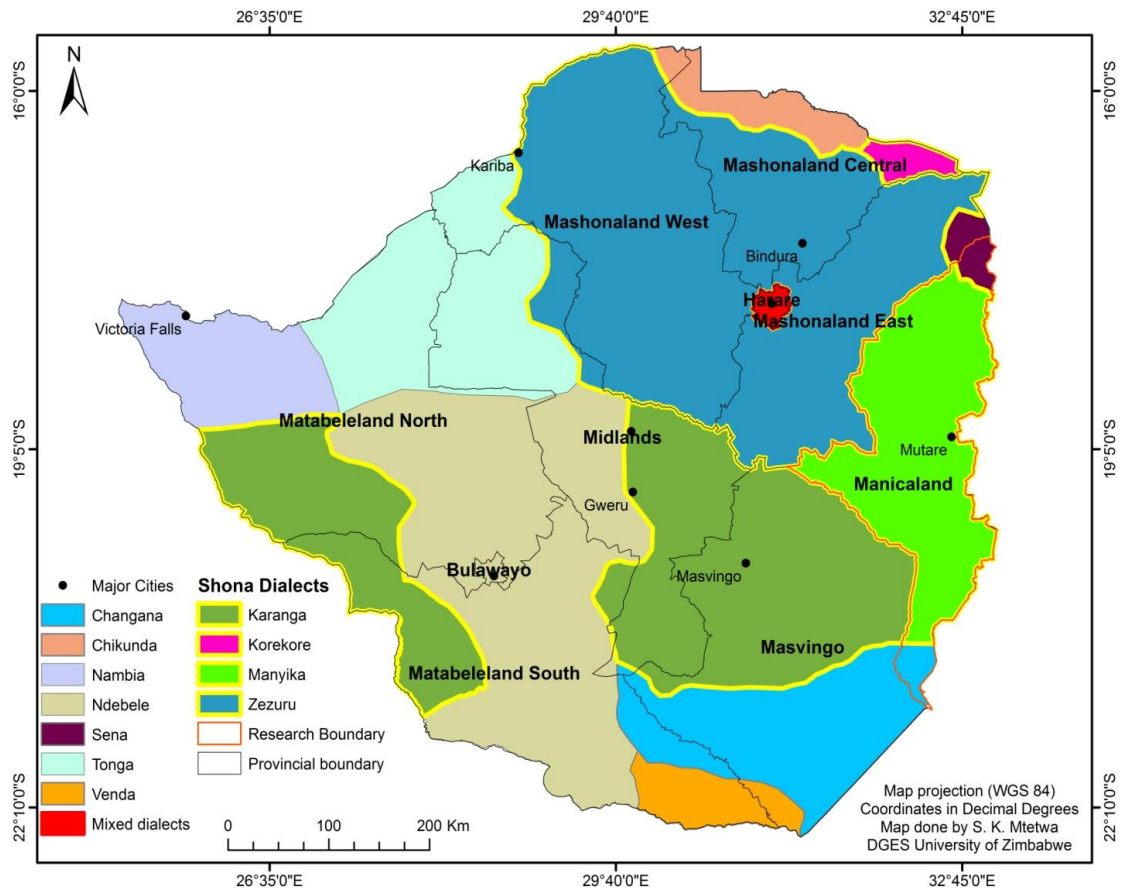 26°35'0"E 29°40'0"E 32°45'0"E
N
16°0'0"S 16°0'0"S
Kariba
Mashonaland Central
Mashonaland West
Bindura
Harare
Victoria Falls
Mashonaland East
Matabeleland North
Midlands
19°5'0"S 19°5'0"S
Mutare
Manicaland
Gweru
Bulawayo
Masvingo
Masvingo
Matabeleland South
Major Cities
Changana
Chikunda
Nambia
Ndebele
Sena
Tonga
Venda
Mixed dialects
Shona Dialects
Karanga
Korekore
Manyika
Zezuru
Research Boundary
Provincial boundary
0 100 200 Km
Map projection (WGS 84)
Coordinates in Decimal Degrees
Map done by S. K. Mtetwa
DGES University of Zimbabwe
22°10'0"S 22°10'0"S
26°35'0"E 29°40'0"E 32°45'0"E